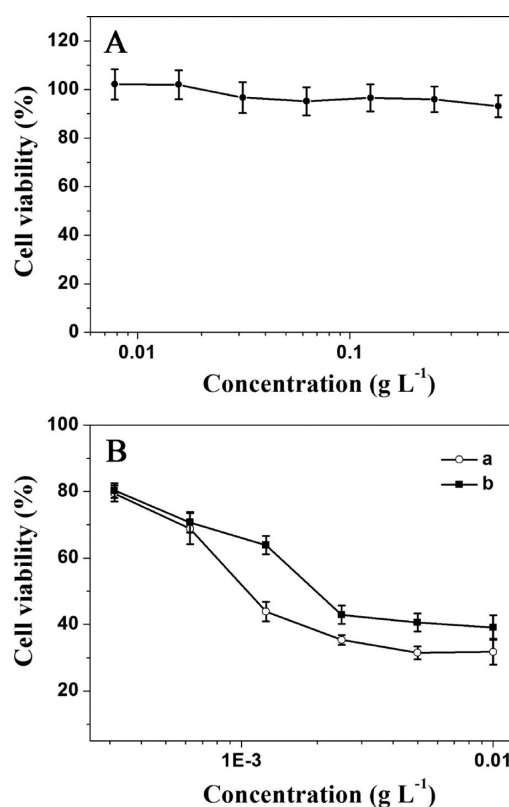 A
120
100
80
60
40
20
0
Cell viability (%)
0.01
0.1
Concentration (g L-1)
B
a
b
100
80
60
40
20
Cell viability (%)
1E-3
0.01
Concentration (g L-1)